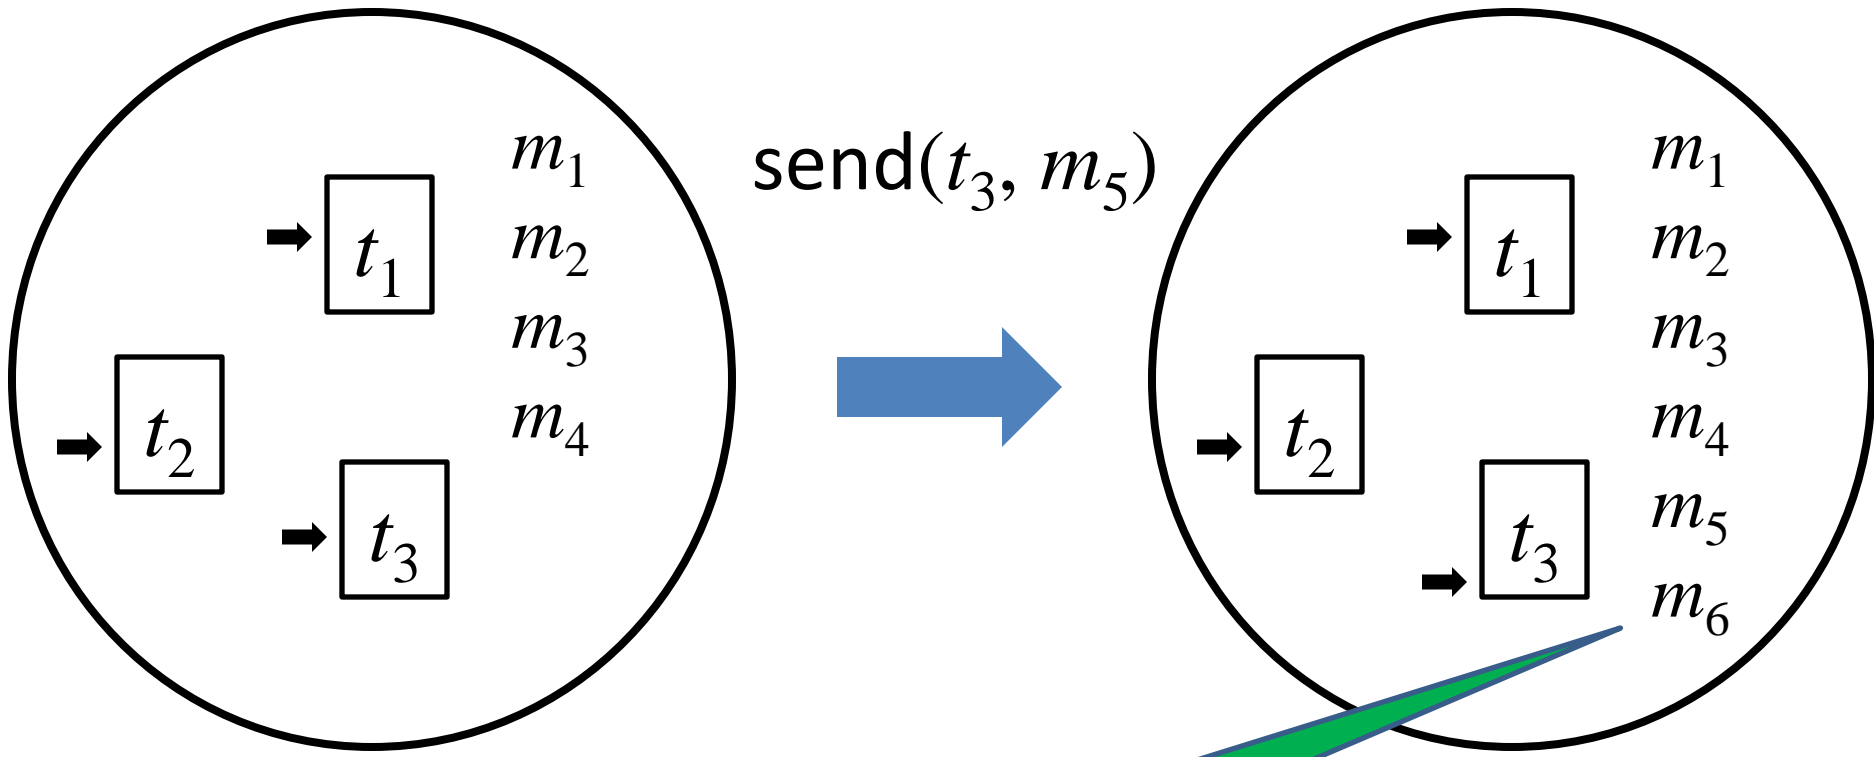 m₁
m₂
m₃
m₄
t₁
t₂
t₃
send(t₃, m₅)
m₁
m₂
m₃
m₄
m₅
m₆
t₁
t₂
t₃